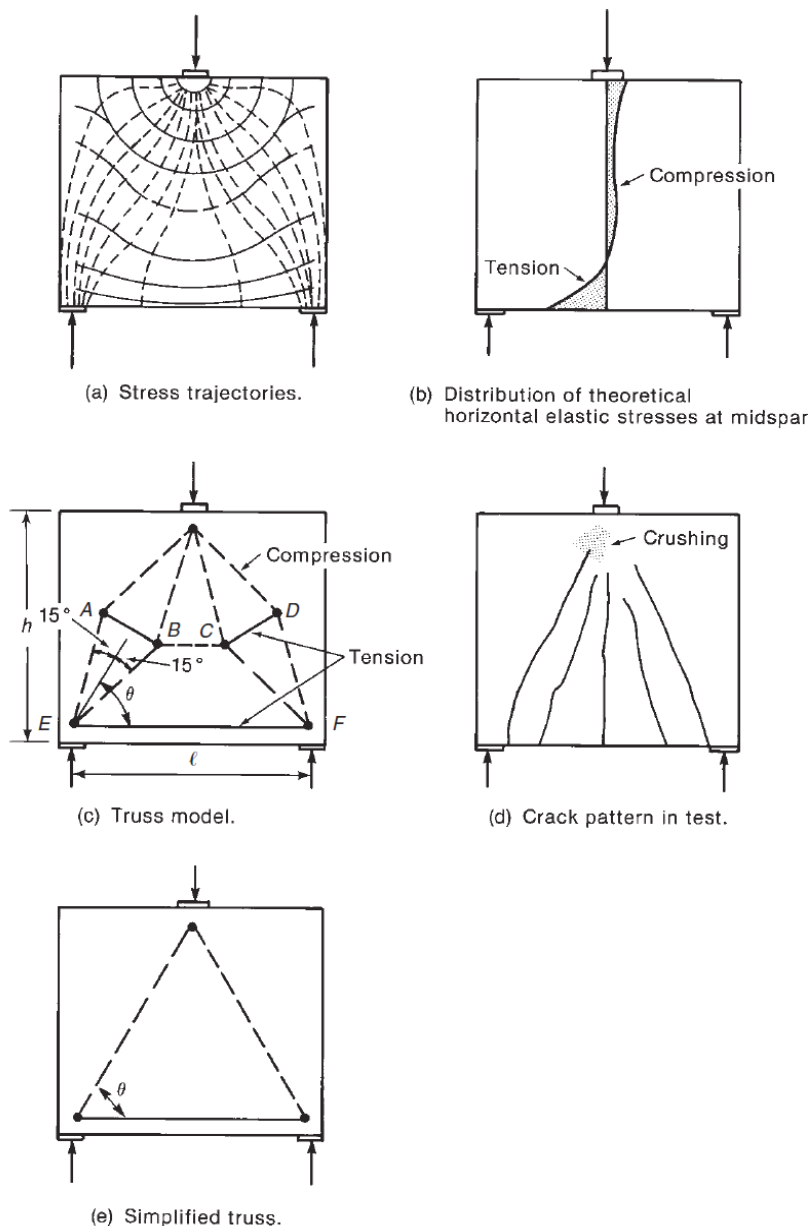 Compression
Tension
(a) Stress trajectories.
(b) Distribution of theoretical
horizontal elastic stresses at midspar
Compression
A
D
15°
h
B
C
15°
Tension
θ
E
F
ℓ
(c) Truss model.
Crushing
(d) Crack pattern in test.
θ
(e) Simplified truss.